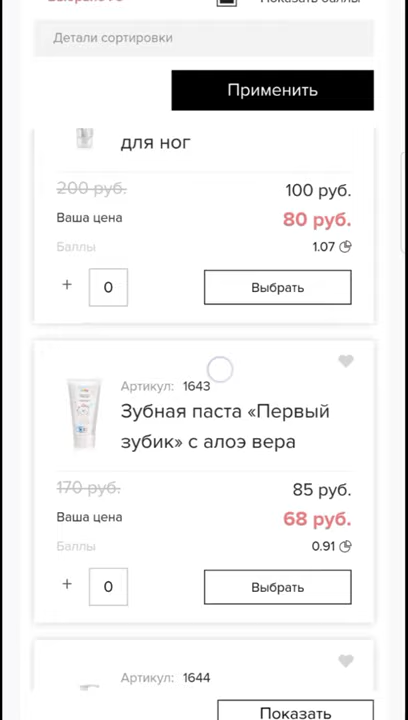 Показать баллы
Детали сортировки
Применить
для ног
200 руб.
100 руб.
Ваша цена
80 руб.
Баллы
1.07
+ 0
Выбрать
Артикул: 1643
Зубная паста «Первый
зубик» с алоэ вера
170 руб.
85 руб.
Ваша цена
68 руб.
Баллы
0.91
+ 0
Выбрать
Артикул: 1644
Показать